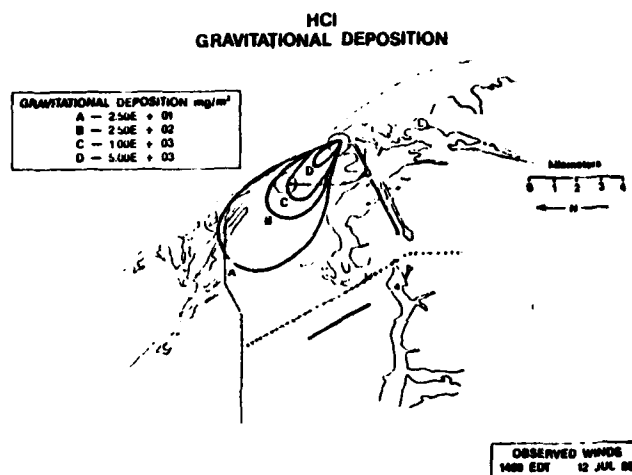 HCl
GRAVITATIONAL DEPOSITION
GRAVITATIONAL DEPOSITION mg/m²
A — 2.50E + 01
B — 2.50E + 02
C — 1.00E + 03
D — 5.00E + 03
D
C
B
A
Kilometers
0 1 2 3 4
N
OBSERVED WINDS
EDT 12 JUL